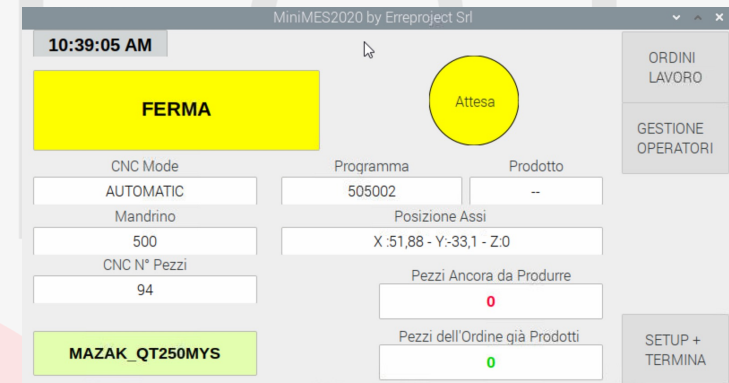 MiniMES2020 by Erreproject Srl
10:39:05 AM
FERMA
Attesa
ORDINI
LAVORO
GESTIONE
OPERATORI
CNC Mode
Programma
Prodotto
AUTOMATIC
505002
--
Mandrino
Posizione Assi
500
X :51,88 - Y:-33,1 - Z:0
CNC N° Pezzi
94
Pezzi Ancora da Produrre
0
MAZAK_QT250MYS
Pezzi dell'Ordine già Prodotti
0
SETUP +
TERMINA